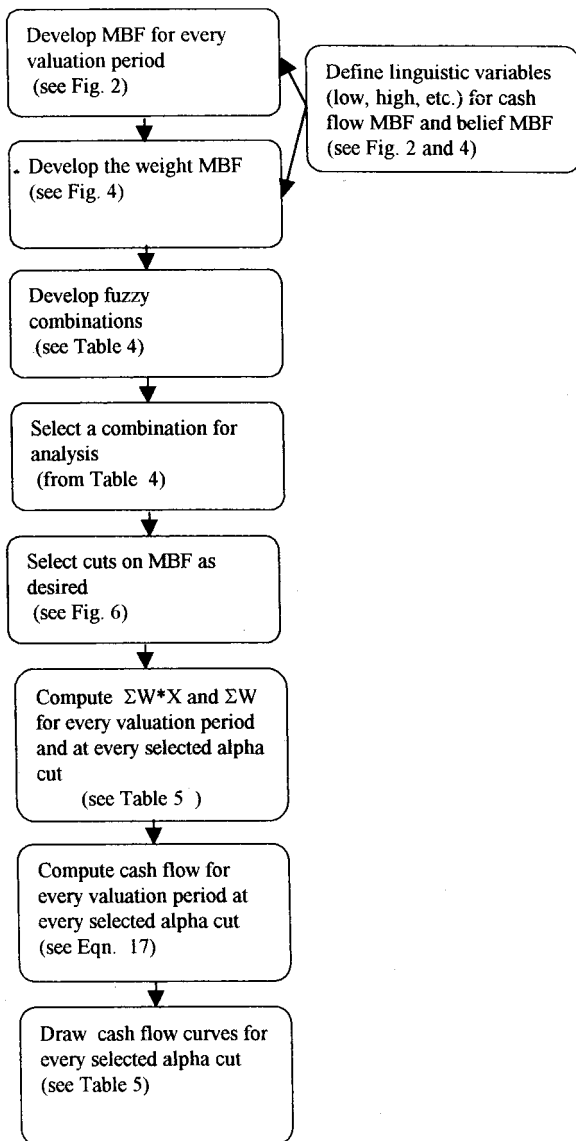 Develop MBF for every
valuation period
(see Fig. 2)
Define linguistic variables
(low, high, etc.) for cash
flow MBF and belief MBF
(see Fig. 2 and 4)
Develop the weight MBF
(see Fig. 4)
Develop fuzzy
combinations
(see Table 4)
Select a combination for
analysis
(from Table 4)
Select cuts on MBF as
desired
(see Fig. 6)
Compute ΣW*X and ΣW
for every valuation period
and at every selected alpha
cut
(see Table 5 )
Compute cash flow for
every valuation period at
every selected alpha cut
(see Eqn. 17)
Draw cash flow curves for
every selected alpha cut
(see Table 5)